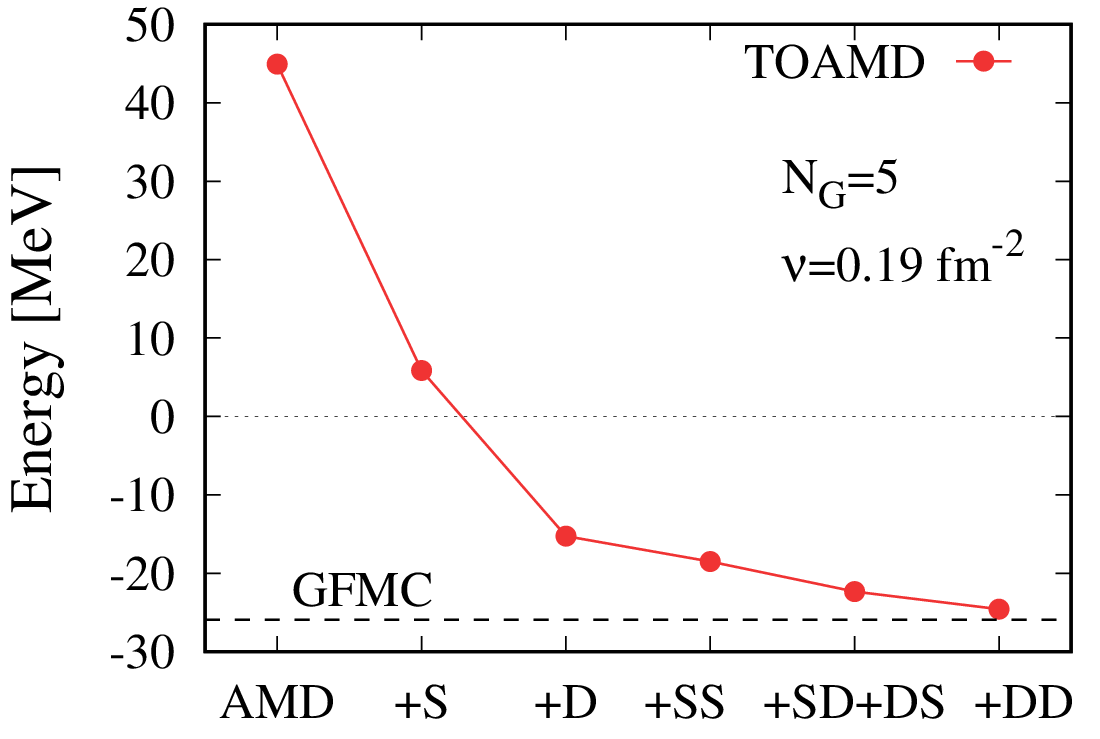 50
TOAMD
40
30
N_G=5
20
ν=0.19 fm^-2
10
0
-10
-20
GFMC
-30
Energy [MeV]
AMD +S +D +SS +SD+DS +DD